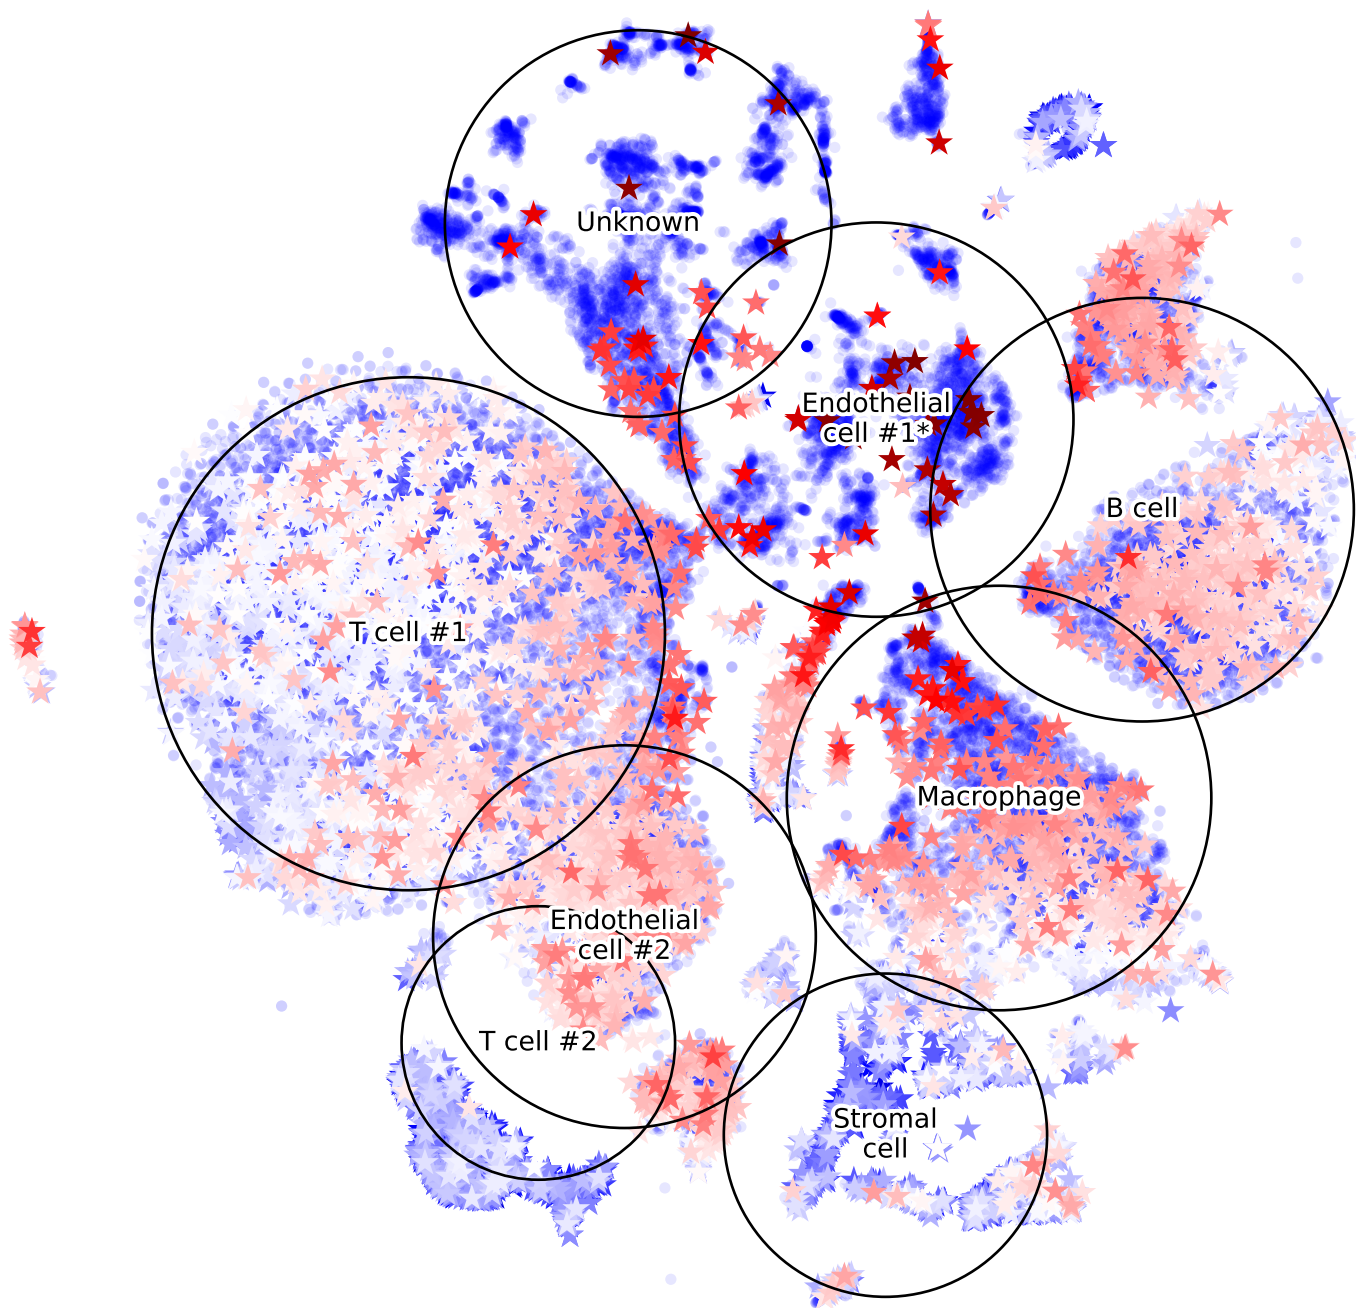 Unknown
Endothelial
cell #1*
B cell
T cell #1
Macrophage
Endothelial
cell #2
T cell #2
Stromal
cell